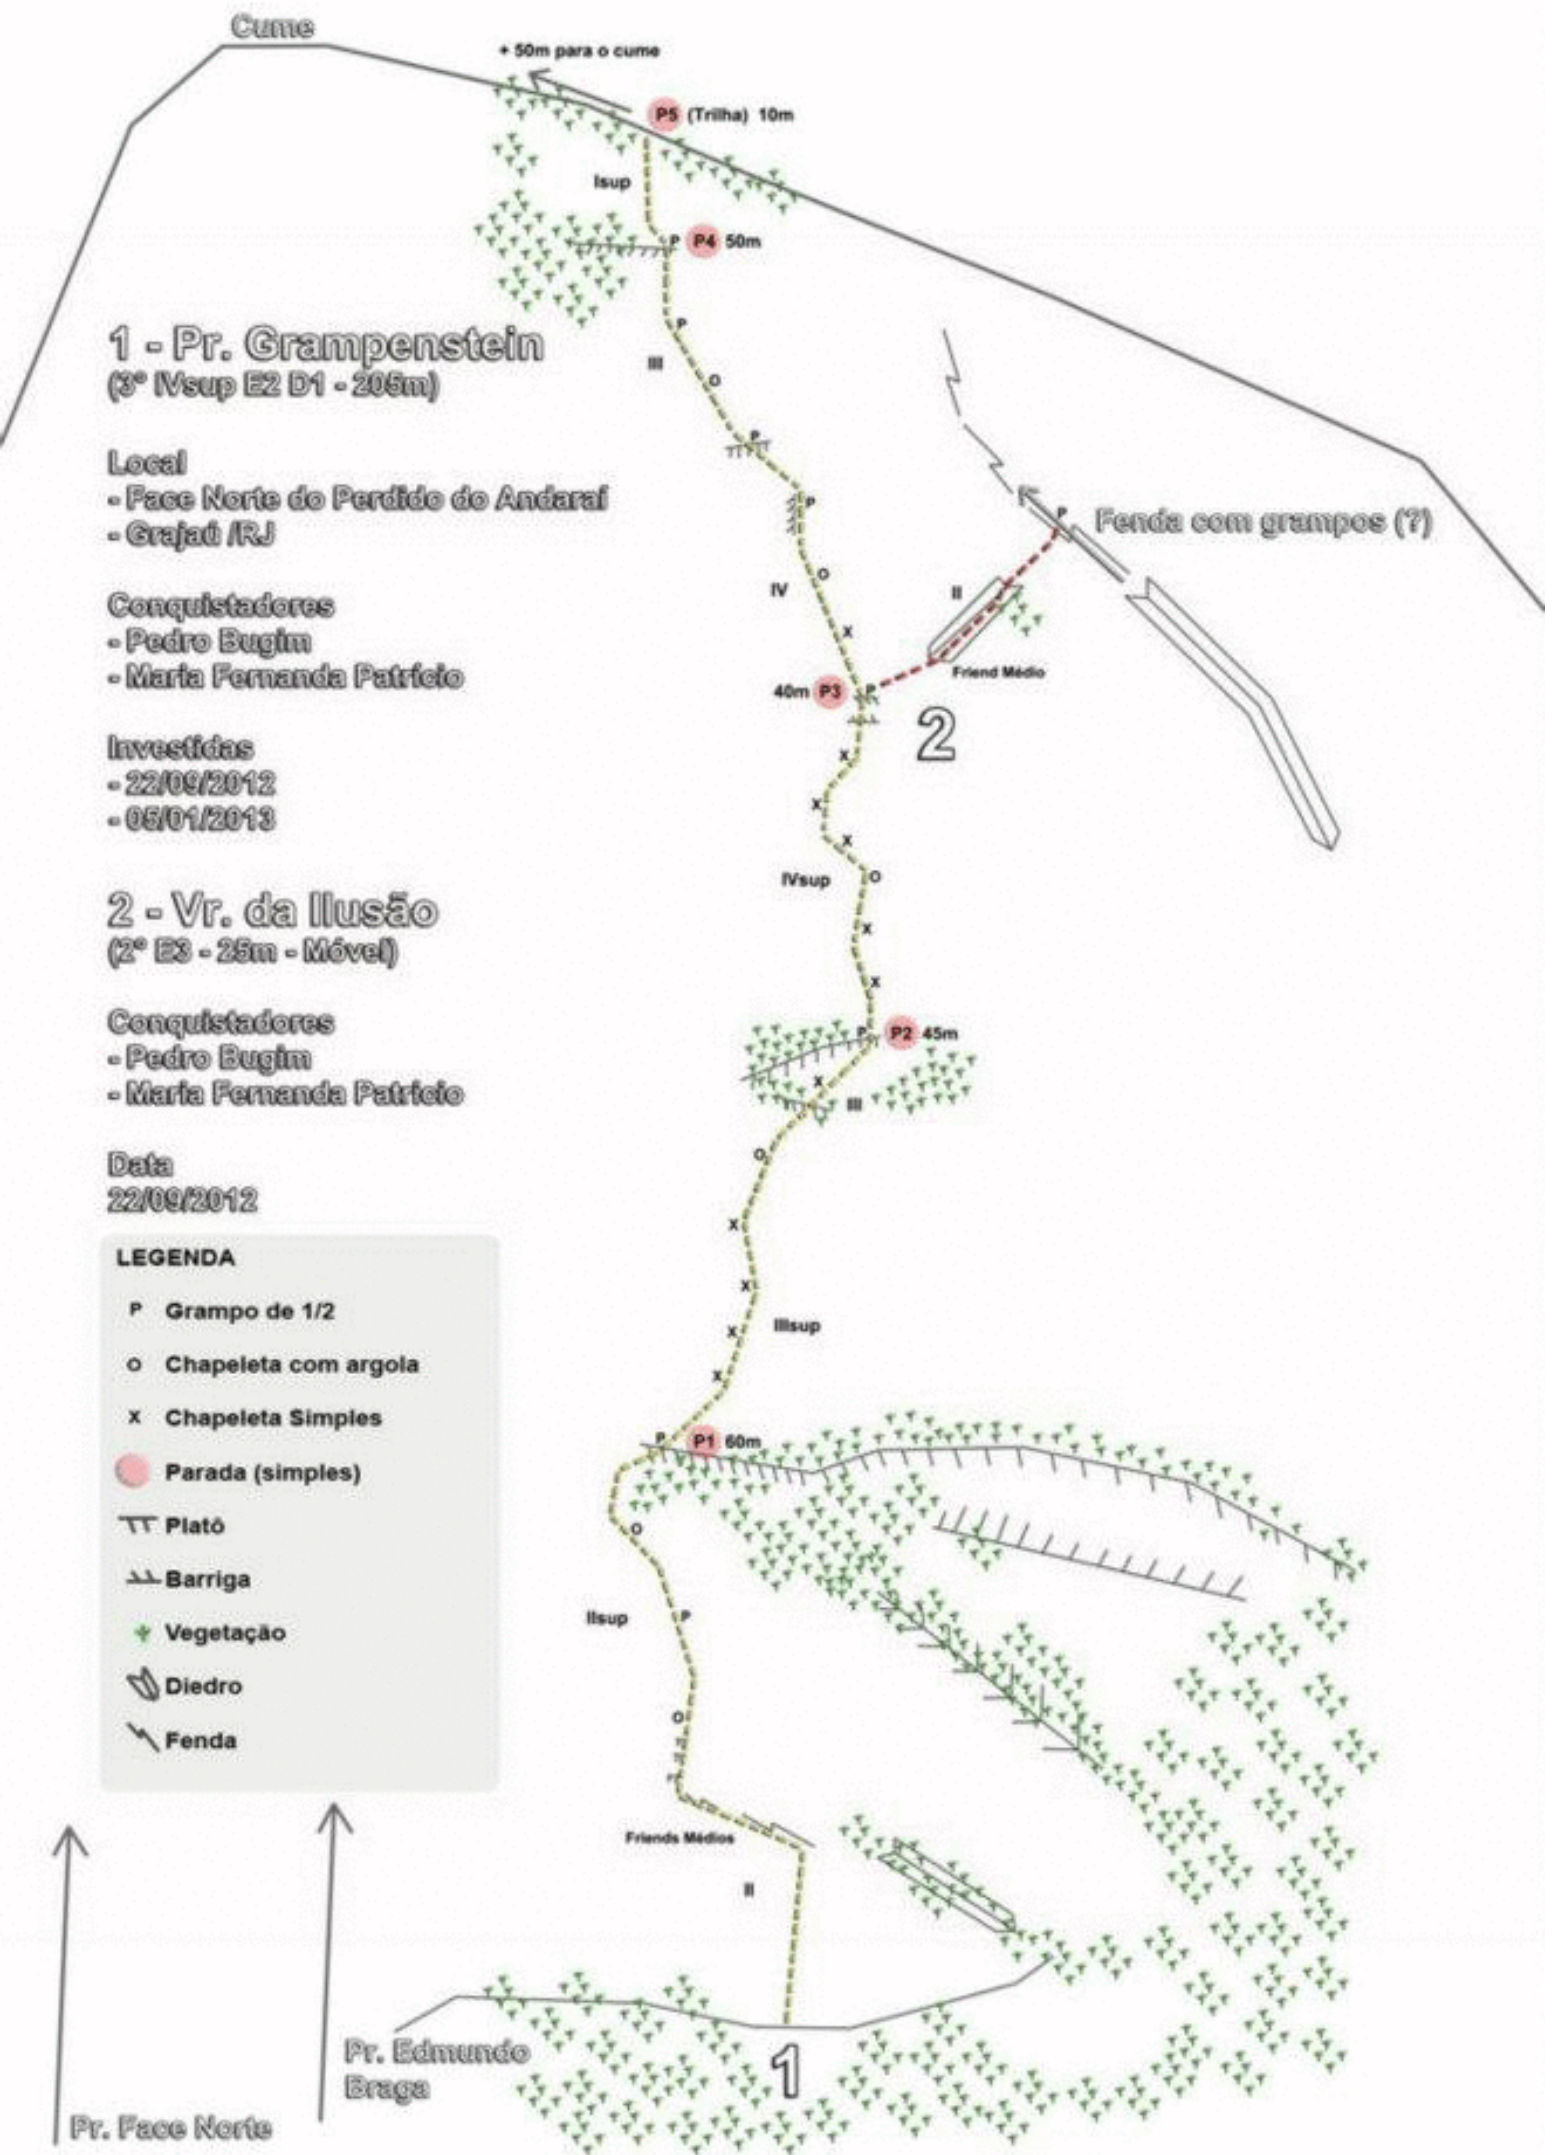 Cume
+ 50m para o cume
P5 (Trilha) 10m
Isup
P P4 50m
1 - Pr. Grampenstein
(3º IVsup E2 D1 - 205m)
P
III
O
P
Local
- Face Norte do Perdido do Andaraí
- Grajaú /RJ
P
P
Fenda com grampos (?)
Conquistadores
- Pedro Bugim
- Maria Fernanda Patrício
O
IV
II
X
Friend Médio
40m P3 P
2
Investidas
- 22/09/2012
- 05/01/2013
X
X
X
IVsup
O
X
X
2 - Vr. da Ilusão
(2º E3 - 25m - Móvel)
Conquistadores
- Pedro Bugim
- Maria Fernanda Patrício
P P2 45m
X
III
O
Data
22/09/2012
X
X
X
IIIsup
X
LEGENDA
P Grampo de 1/2
O Chapeleta com argola
X Chapeleta Simples
Parada (simples)
Platô
Barriga
Vegetação
Diedro
Fenda
P P1 60m
O
IIsup
P
O
Friends Médios
II
1
Pr. Edmundo
Braga
Pr. Face Norte